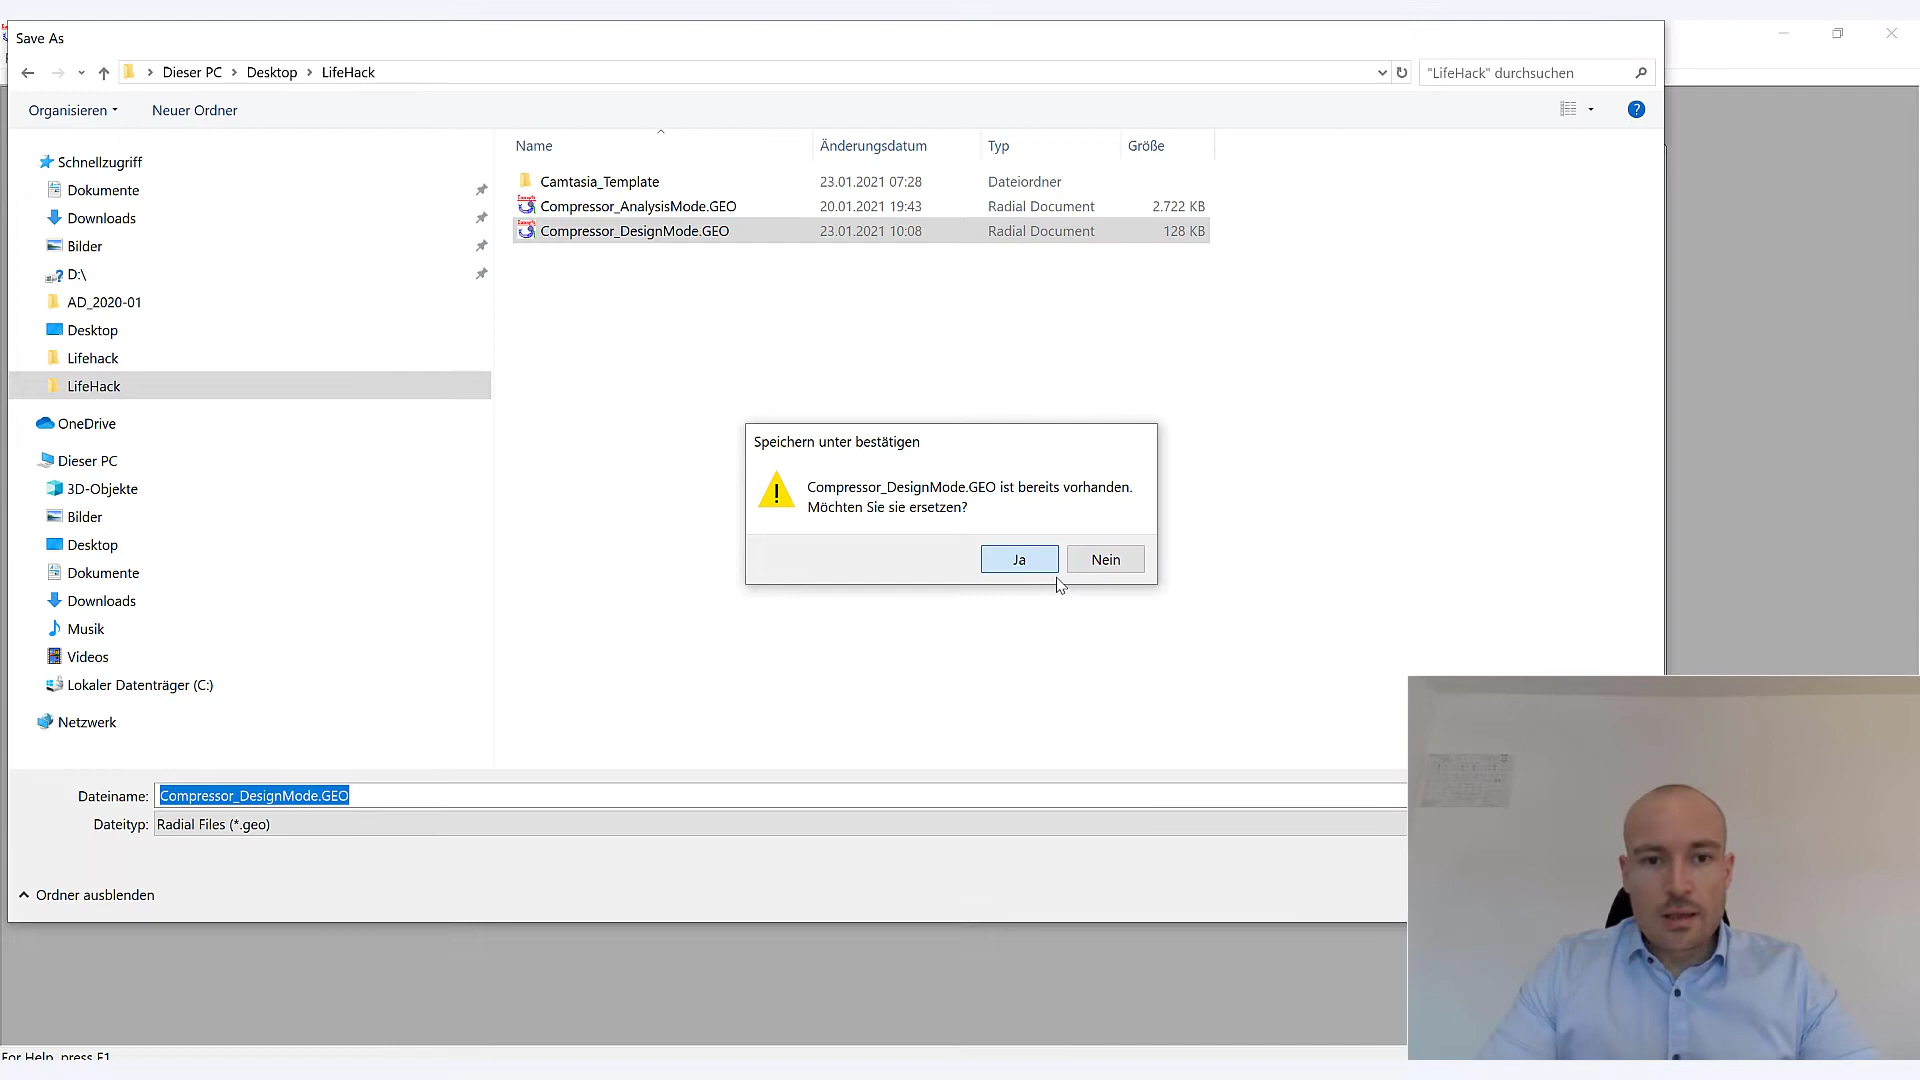 Save As
Dieser PC
Desktop
LifeHack
"LifeHack" durchsuchen
Organisieren
Neuer Ordner
?
Name
Änderungsdatum
Typ
Größe
Schnellzugriff
Dokumente
Downloads
Bilder
D:\
AD_2020-01
Desktop
Lifehack
LifeHack
OneDrive
Dieser PC
3D-Objekte
Bilder
Desktop
Dokumente
Downloads
Musik
Videos
Lokaler Datenträger (C:)
Netzwerk
Camtasia_Template 23.01.2021 07:28 Dateiordner
Compressor_AnalysisMode.GEO 20.01.2021 19:43 Radial Document 2.722 KB
Compressor_DesignMode.GEO 23.01.2021 10:08 Radial Document 128 KB
Speichern unter bestätigen
Compressor_DesignMode.GEO ist bereits vorhanden.
Möchten Sie sie ersetzen?
Ja
Nein
Dateiname: Compressor_DesignMode.GEO
Dateityp: Radial Files (*.geo)
Ordner ausblenden
For Help, press F1